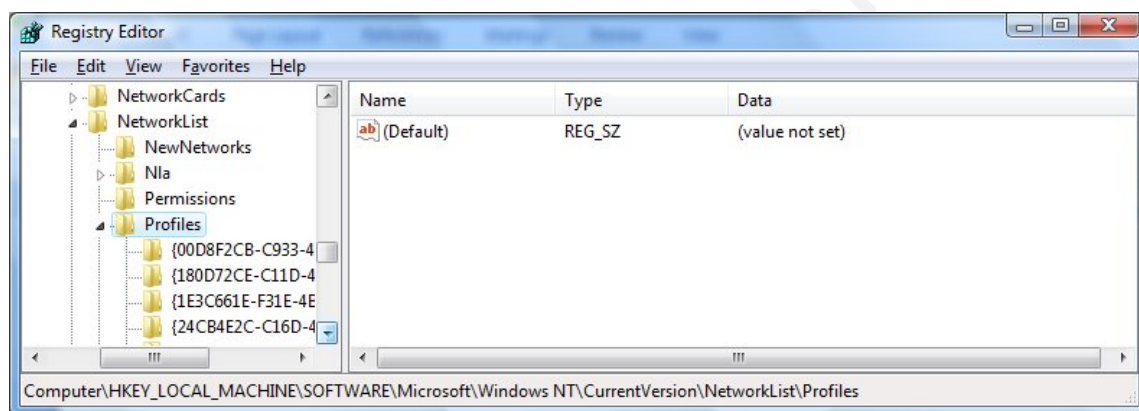 Registry Editor
File Edit View Favorites Help
NetworkCards
NetworkList
NewNetworks
Nla
Permissions
Profiles
{00D8F2CB-C933-4
{180D72CE-C11D-4
{1E3C661E-F31E-4E
{24CB4E2C-C16D-4
Name Type Data
ab (Default) REG_SZ (value not set)
Computer\HKEY_LOCAL_MACHINE\SOFTWARE\Microsoft\Windows NT\CurrentVersion\NetworkList\Profiles